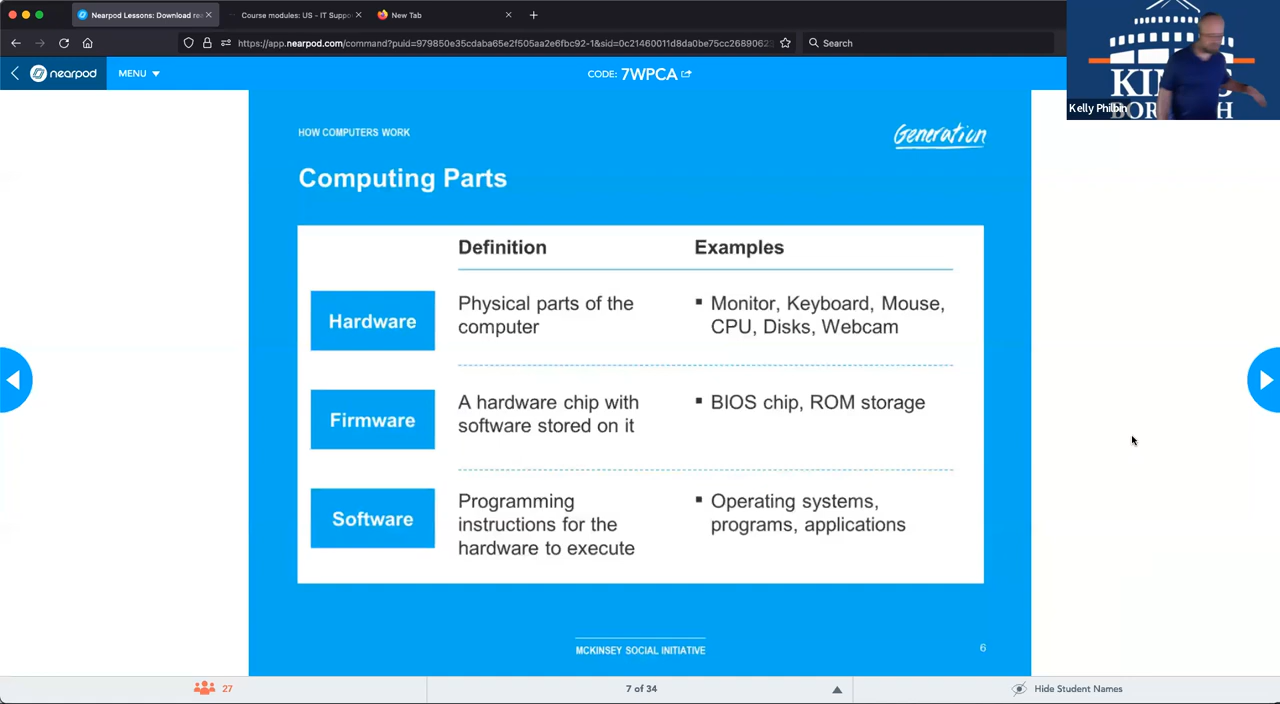 Nearpod Lessons: Download re
Course modules: US - IT Suppo
New Tab
https://app.nearpod.com/command?puid=979850e35cdaba65e2f505aa2e6fbc92-1&sid=0c21460011d8da0be75cc26890623
Search
nearpod
MENU
CODE: 7WPCA
Kelly Philbin
HOW COMPUTERS WORK
Generation
Computing Parts
Definition
Examples
Hardware
Physical parts of the
computer
▪ Monitor, Keyboard, Mouse,
CPU, Disks, Webcam
Firmware
A hardware chip with
software stored on it
▪ BIOS chip, ROM storage
Software
Programming
instructions for the
hardware to execute
▪ Operating systems,
programs, applications
MCKINSEY SOCIAL INITIATIVE
6
27
7 of 34
Hide Student Names